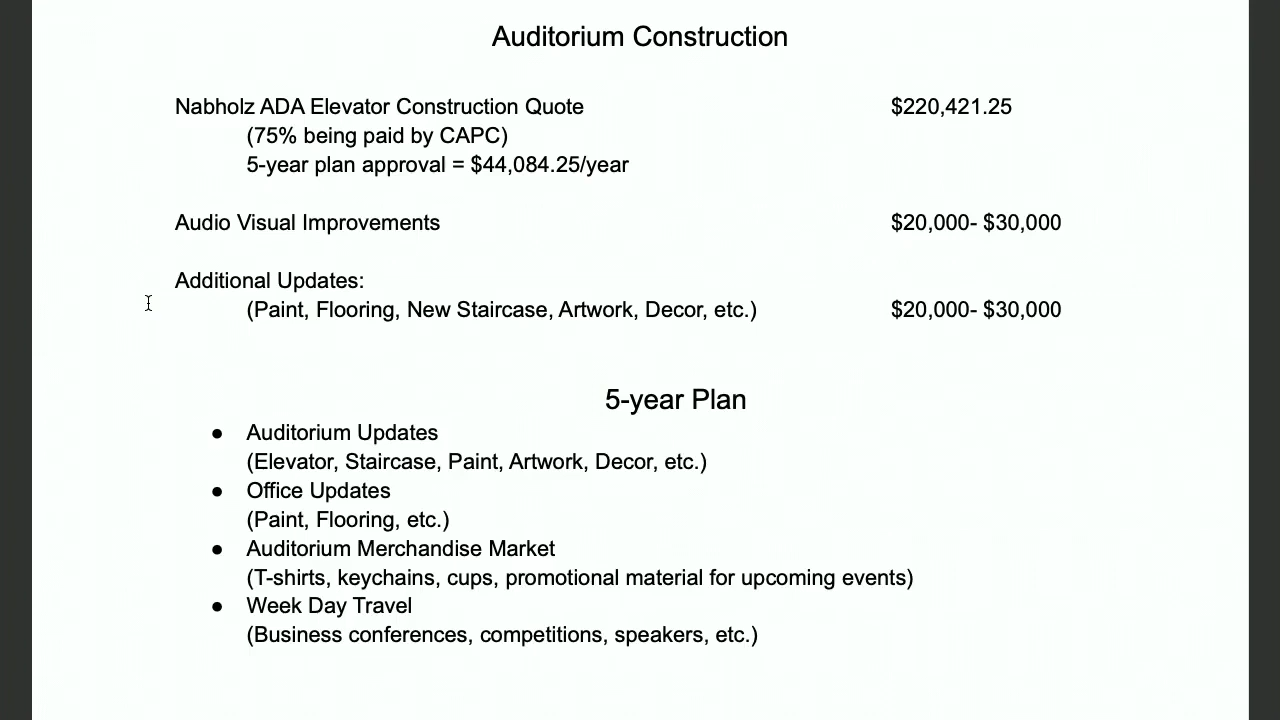 Auditorium Construction
Nabholz ADA Elevator Construction Quote $220,421.25
(75% being paid by CAPC)
5-year plan approval = $44,084.25/year
Audio Visual Improvements $20,000- $30,000
Additional Updates:
(Paint, Flooring, New Staircase, Artwork, Decor, etc.) $20,000- $30,000
5-year Plan
● Auditorium Updates
(Elevator, Staircase, Paint, Artwork, Decor, etc.)
● Office Updates
(Paint, Flooring, etc.)
● Auditorium Merchandise Market
(T-shirts, keychains, cups, promotional material for upcoming events)
● Week Day Travel
(Business conferences, competitions, speakers, etc.)